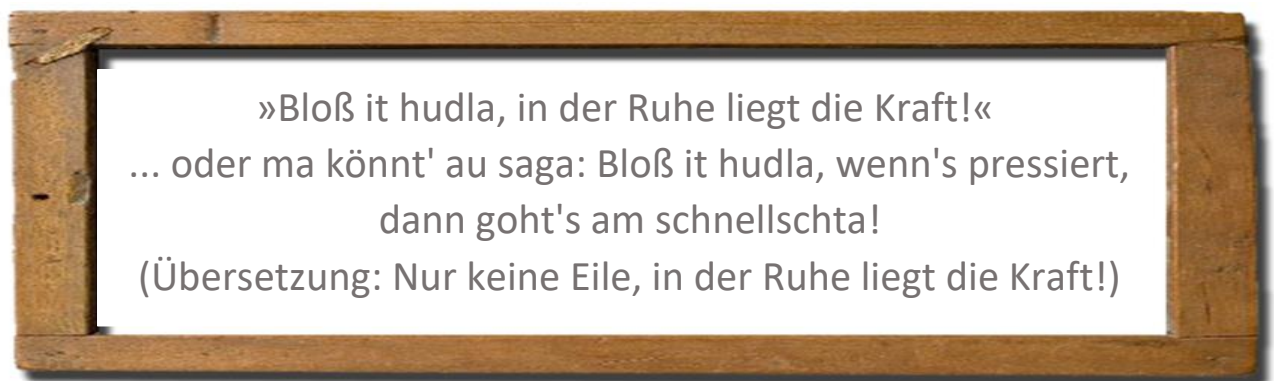 »Bloß it hudla, in der Ruhe liegt die Kraft!«
... oder ma könnt' au saga: Bloß it hudla, wenn's pressiert,
dann goht's am schnellschta!
(Übersetzung: Nur keine Eile, in der Ruhe liegt die Kraft!)